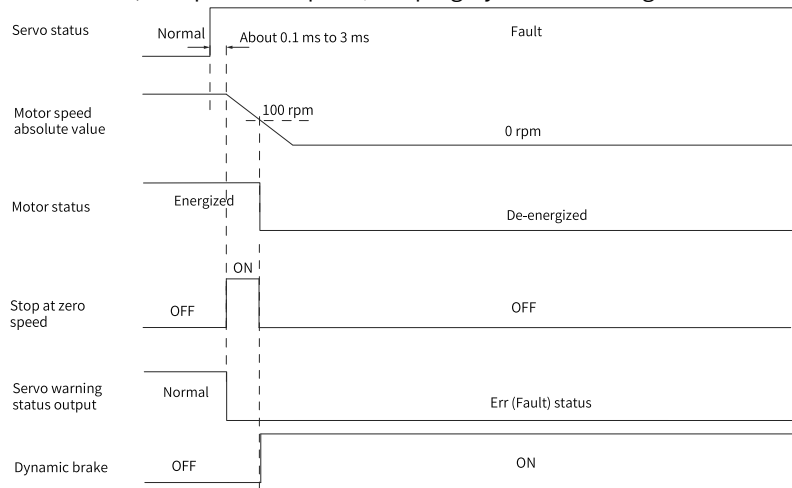 Servo status
Normal
About 0.1 ms to 3 ms
Fault
Motor speed
absolute value
100 rpm
0 rpm
Motor status
Energized
De-energized
ON
Stop at zero
speed
OFF
OFF
Servo warning
status output
Normal
Err (Fault) status
Dynamic brake
OFF
ON